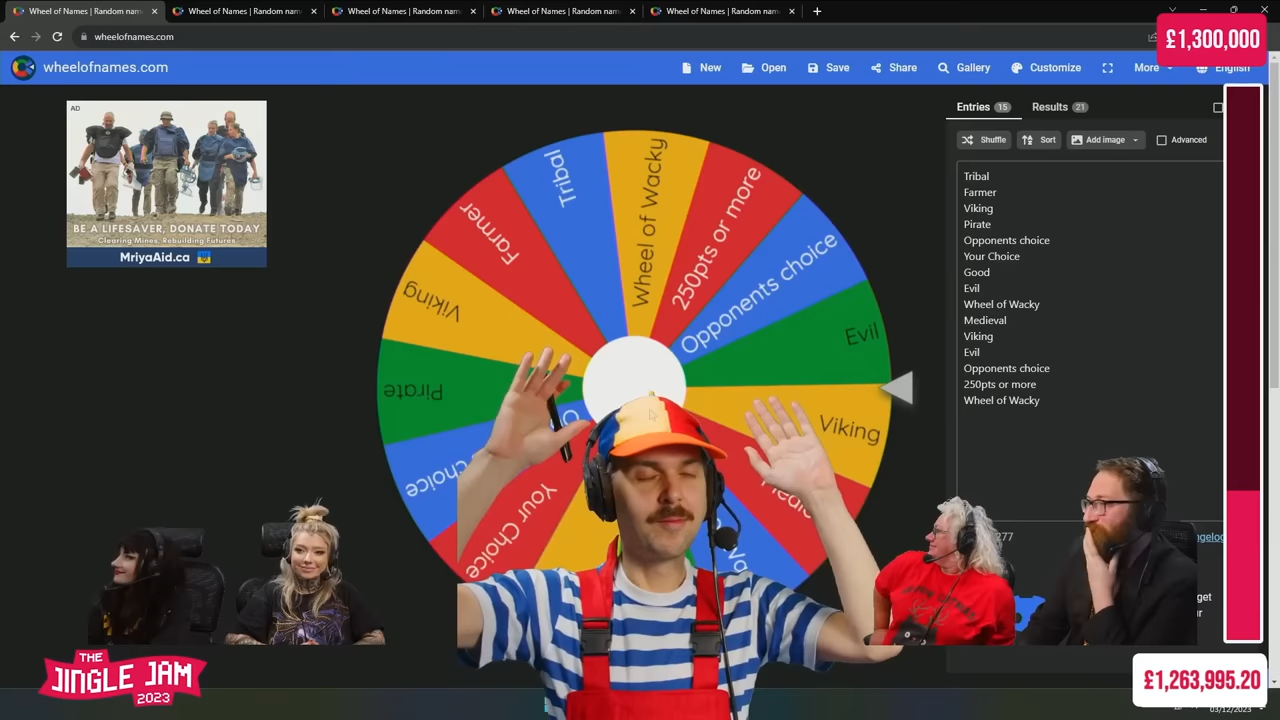 Wheel of Names | Random nam
Wheel of Names | Random nam
Wheel of Names | Random nam
Wheel of Names | Random nam
Wheel of Names | Random nam
wheelofnames.com
£1,300,000
wheelofnames.com
New
Open
Save
Share
Gallery
Customize
More
English
AD
BE A LIFESAVER, DONATE TODAY
Clearing Mines, Rebuilding Futures
MriyaAid.ca
Entries 15
Results 21
Shuffle
Sort
Add image
Advanced
Tribal
Farmer
Viking
Pirate
Opponents choice
Your Choice
Good
Evil
Wheel of Wacky
Medieval
Viking
Evil
Opponents choice
250pts or more
Wheel of Wacky
Tribal
Wheel of Wacky
250pts or more
Opponents choice
Evil
Viking
Farmer
Viking
Pirate
choice
Your Choice
THE
JINGLE JAM
2023
£1,263,995.20
03/12/2023